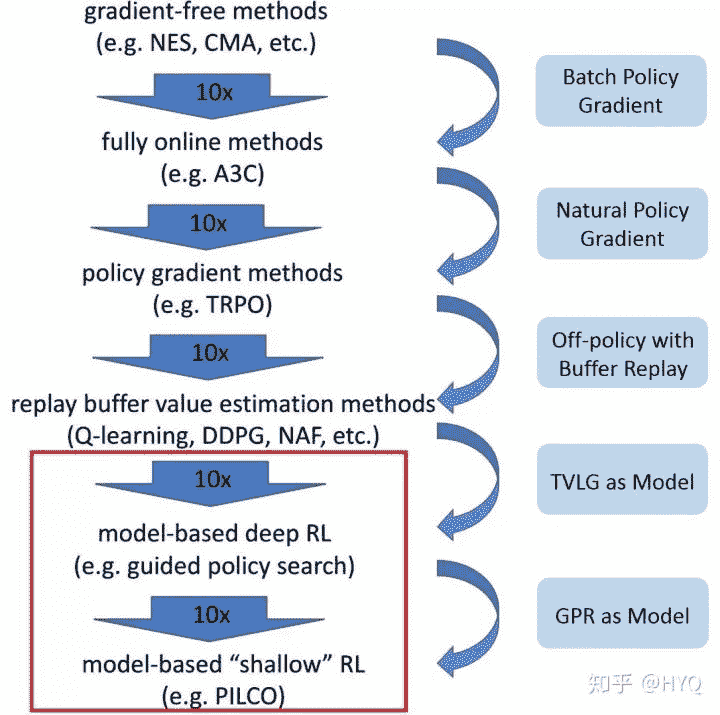 gradient-free methods
(e.g. NES, CMA, etc.)
10x
Batch Policy
Gradient
fully online methods
(e.g. A3C)
10x
Natural Policy
Gradient
policy gradient methods
(e.g. TRPO)
10x
Off-policy with
Buffer Replay
replay buffer value estimation methods
(Q-learning, DDPG, NAF, etc.)
10x
TVLG as Model
model-based deep RL
(e.g. guided policy search)
10x
GPR as Model
model-based “shallow” RL
(e.g. PILCO)
知乎 @HYQ